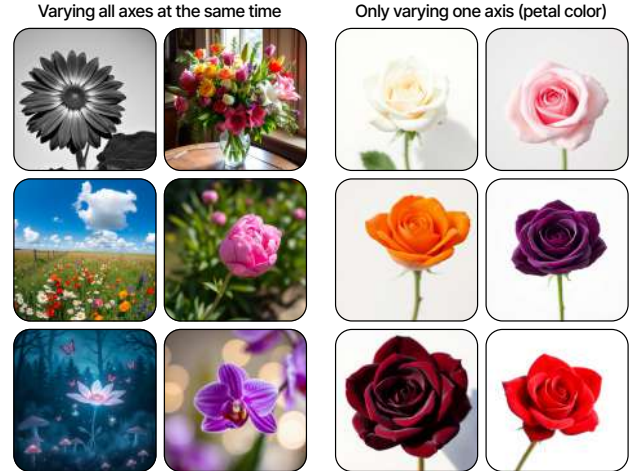 Varying all axes at the same time
Only varying one axis (petal color)